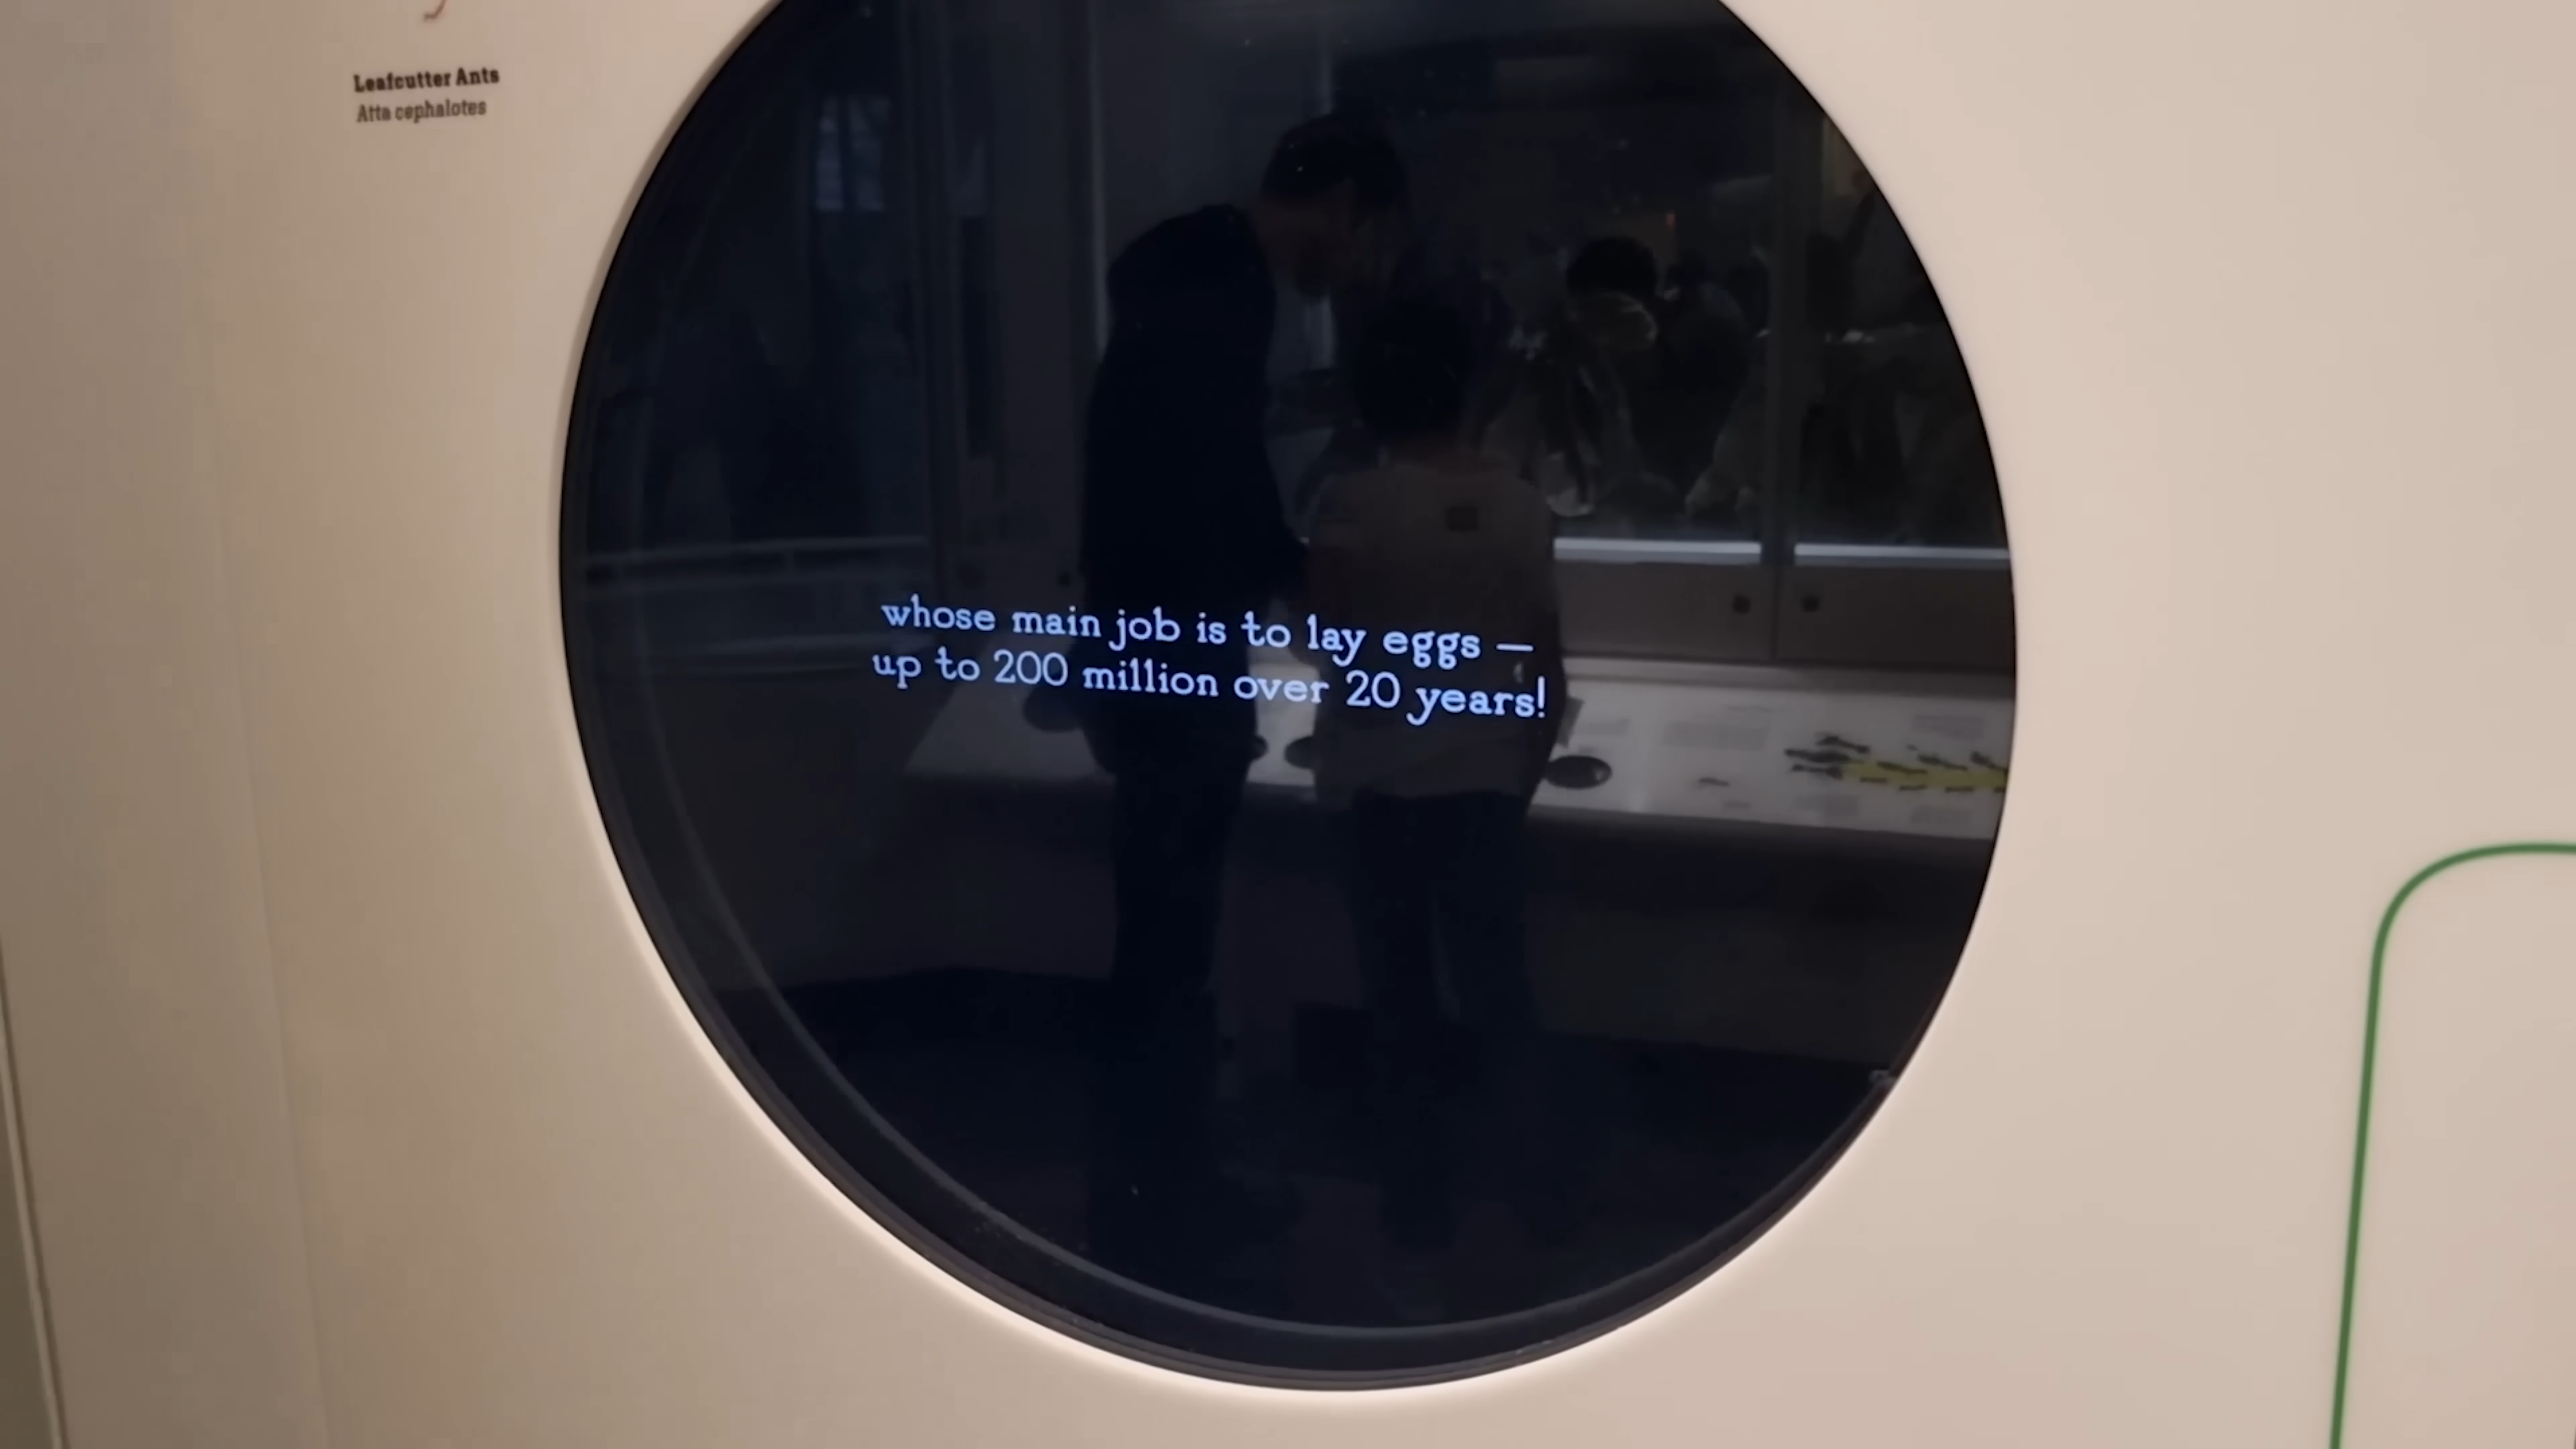 Leafcutter Ants
Atta cephalotes
whose main job is to lay eggs —
up to 200 million over 20 years!